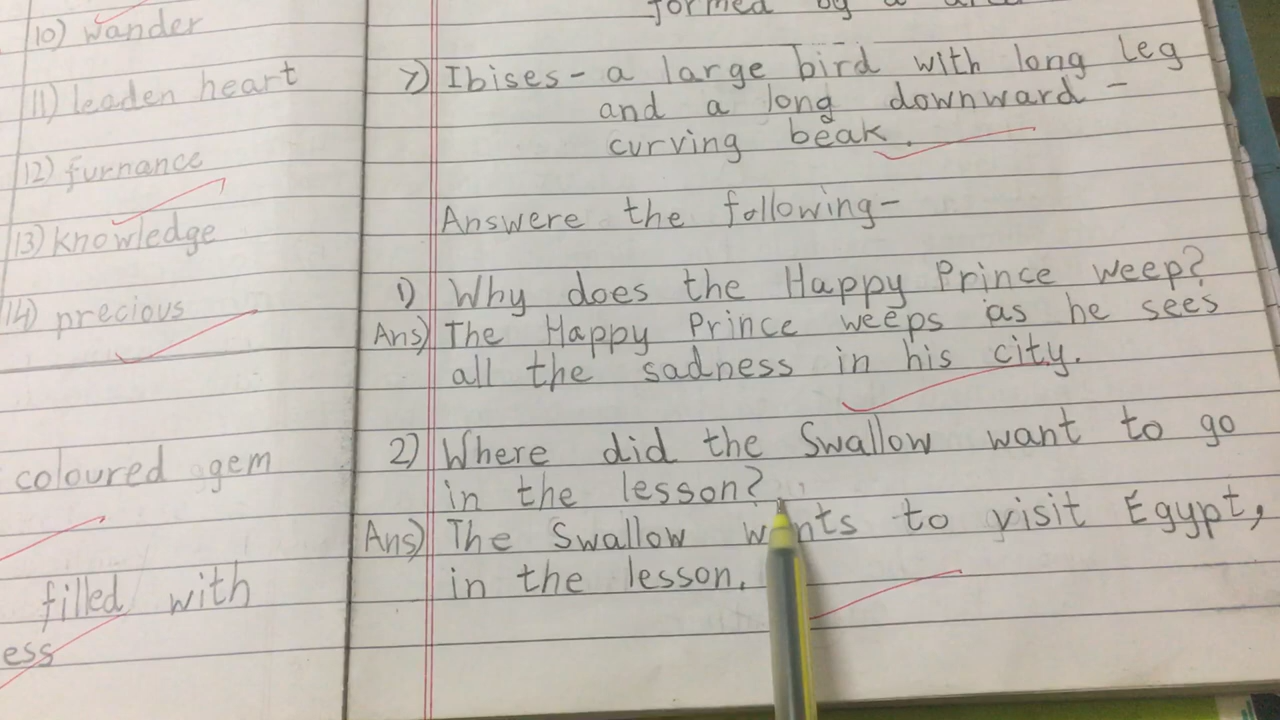 10) wander
11) leaden heart
12) furnance
13) knowledge
14) precious
coloured gem
filled with
ess
formed by a
7) Ibises - a large bird with long leg
and a long downward -
curving beak.
Answere the following-
1) Why does the Happy Prince weep?
Ans) The Happy Prince weeps as he sees
all the sadness in his city.
2) Where did the Swallow want to go
in the lesson?
Ans) The Swallow wants to visit Egypt,
in the lesson.